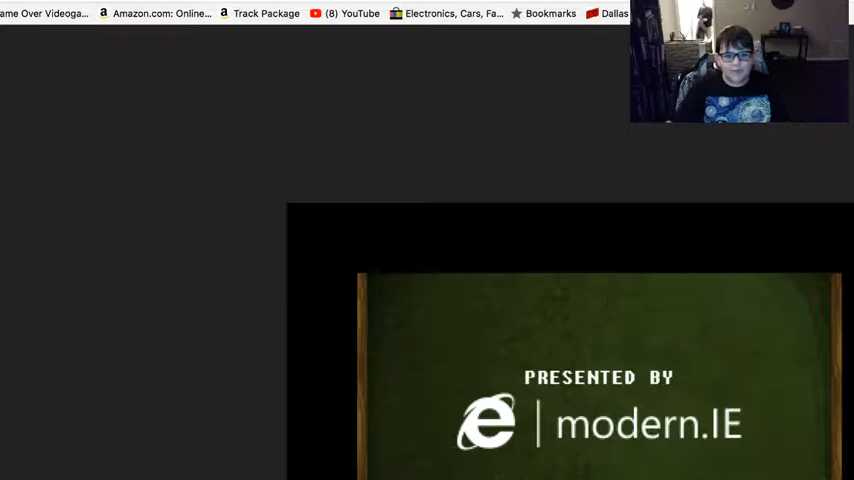 ame Over Videoga... Amazon.com: Online... Track Package (8) YouTube Electronics, Cars, Fa... Bookmarks Dallas
PRESENTED BY
modern.IE